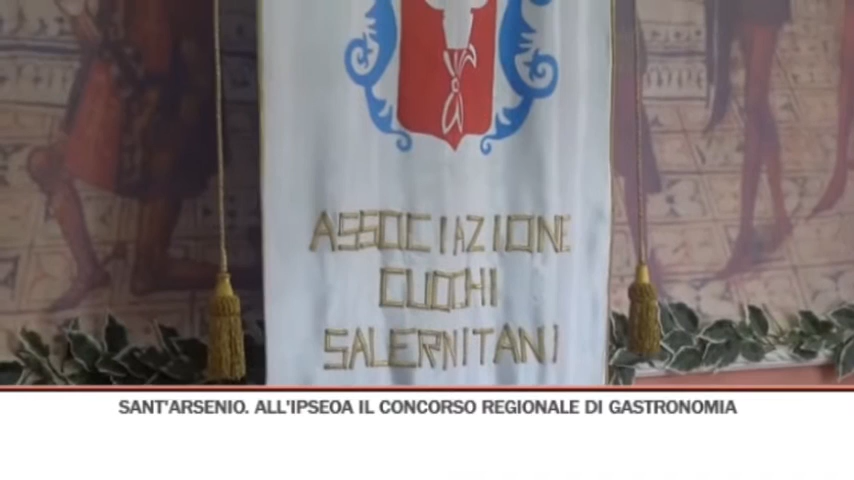 ASSOCIAZIONE
CUOCHI
SALERNITANI
SANT'ARSENIO. ALL'IPSEOA IL CONCORSO REGIONALE DI GASTRONOMIA